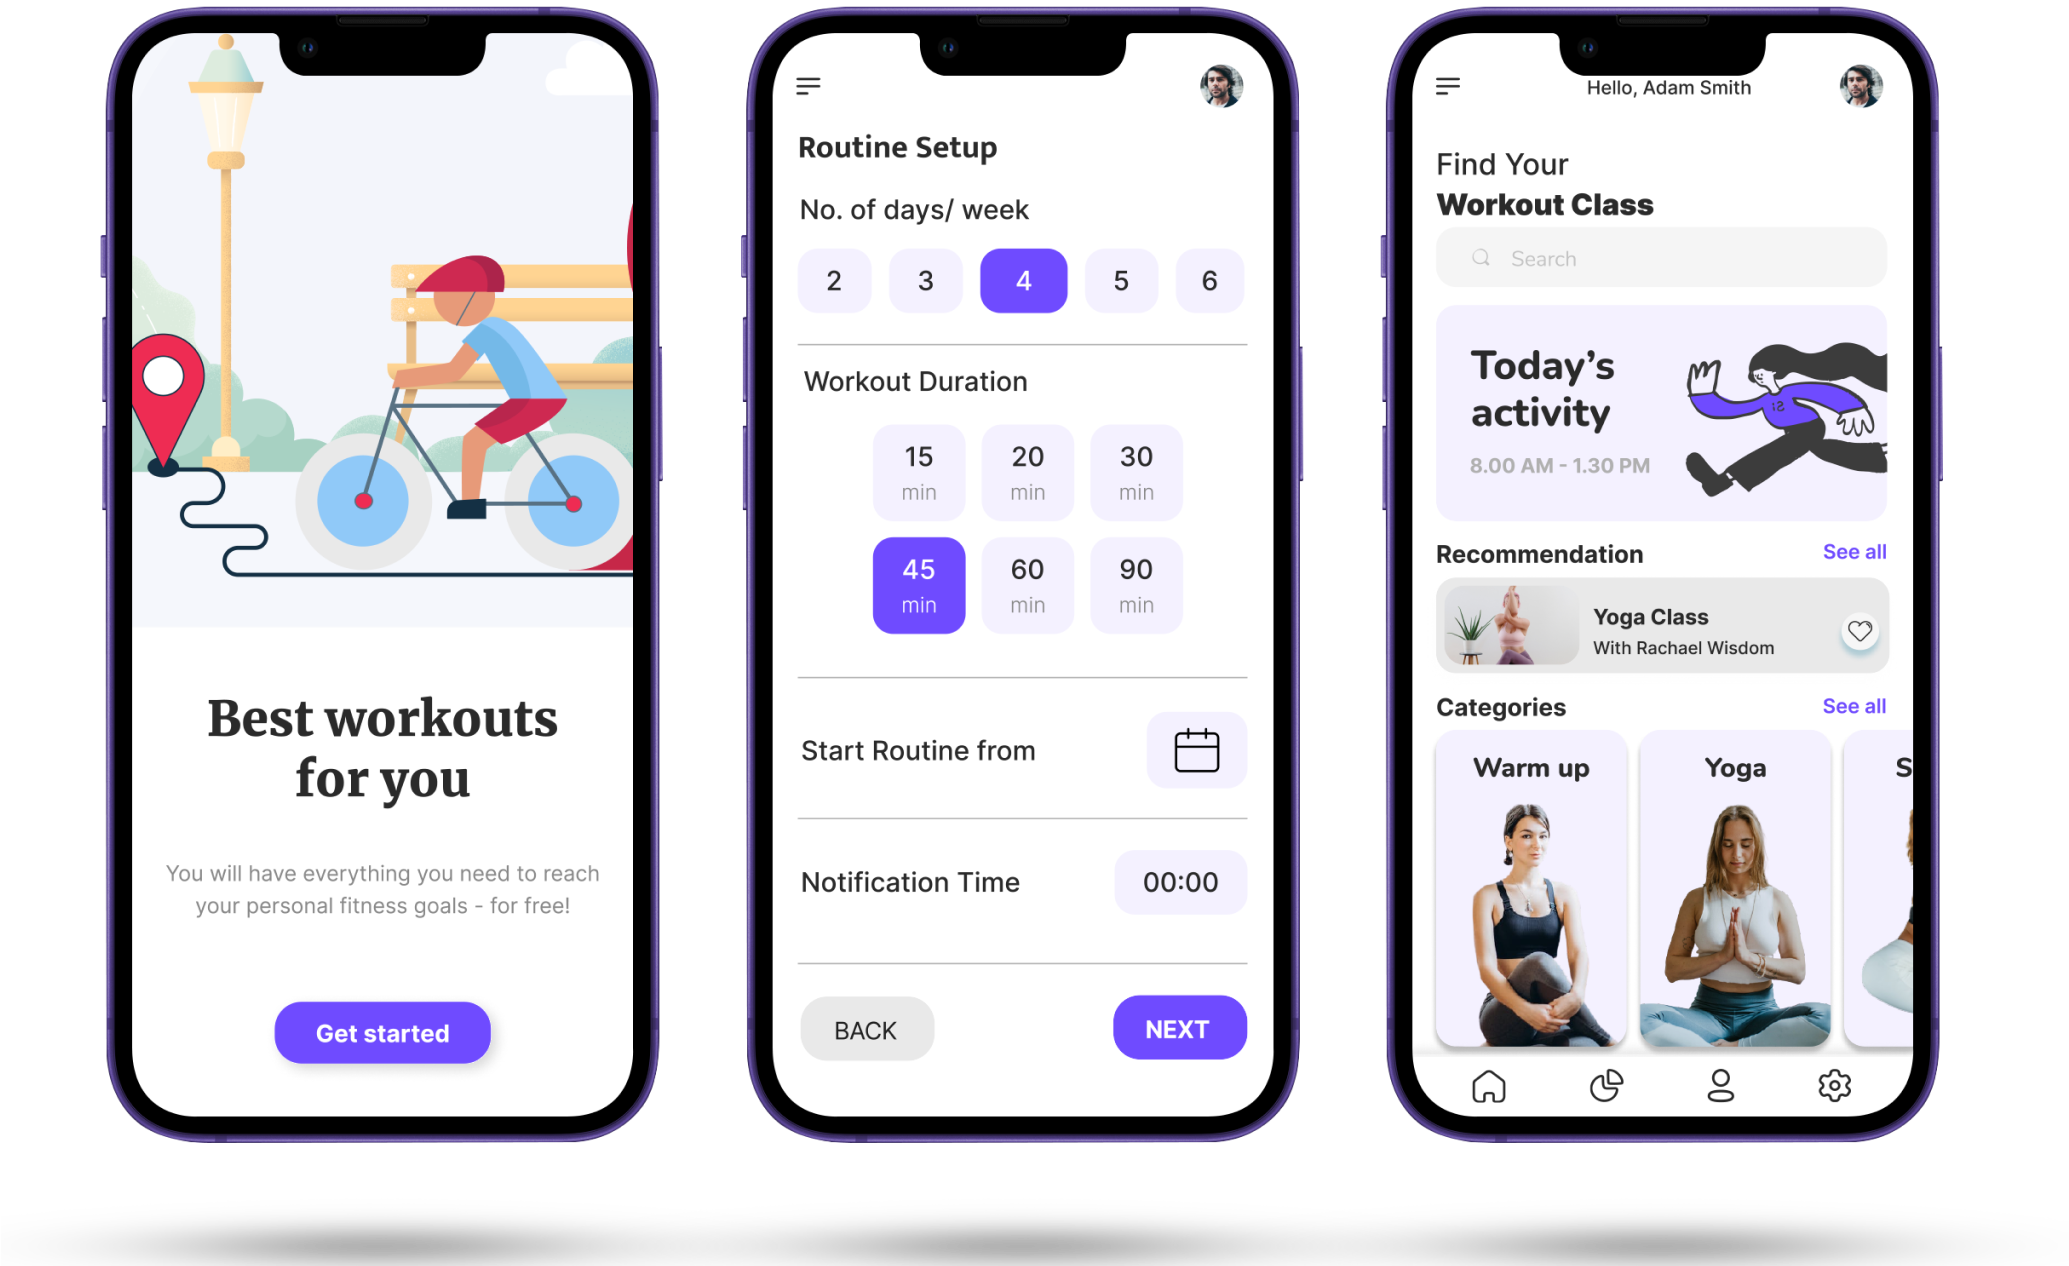 Best workouts
for you
You will have everything you need to reach
your personal fitness goals - for free!
Get started
Routine Setup
No. of days/ week
2 3 4 5 6
Workout Duration
15 20 30
min min min
45 60 90
min min min
Start Routine from
Notification Time 00:00
BACK NEXT
Hello, Adam Smith
Find Your
Workout Class
Search
Today’s
activity
8.00 AM - 1.30 PM
Recommendation See all
Yoga Class
With Rachael Wisdom
Categories See all
Warm up Yoga S